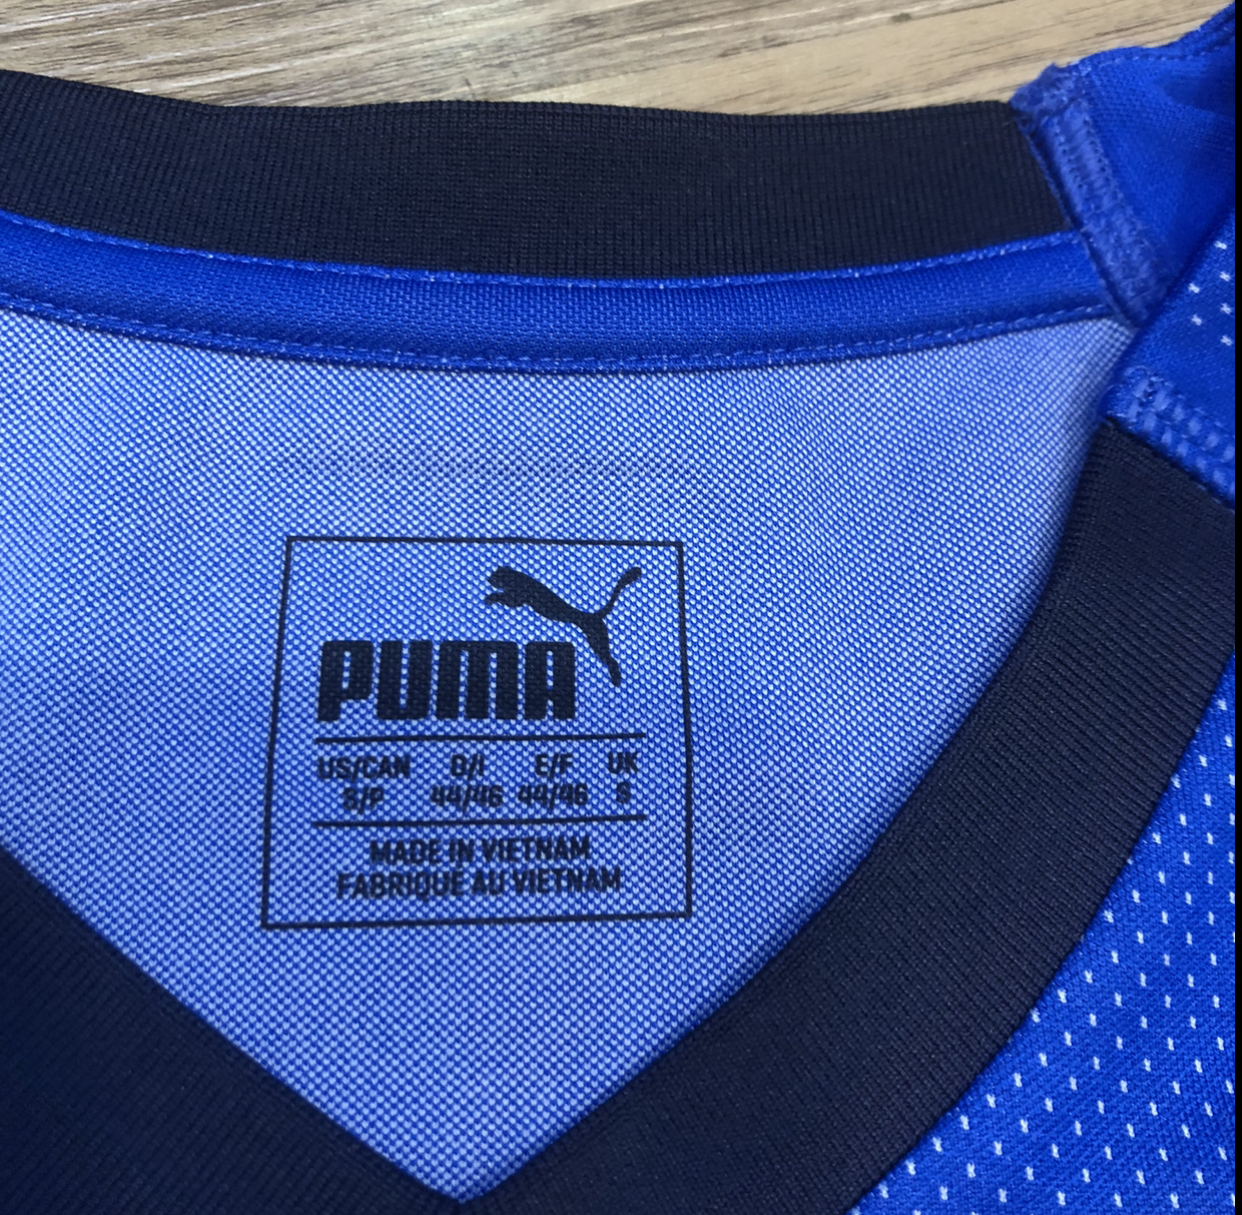 PUMA
US/CAN D/I E/F UK
S/P 44/46 44/46 S
MADE IN VIETNAM
FABRIQUE AU VIETNAM